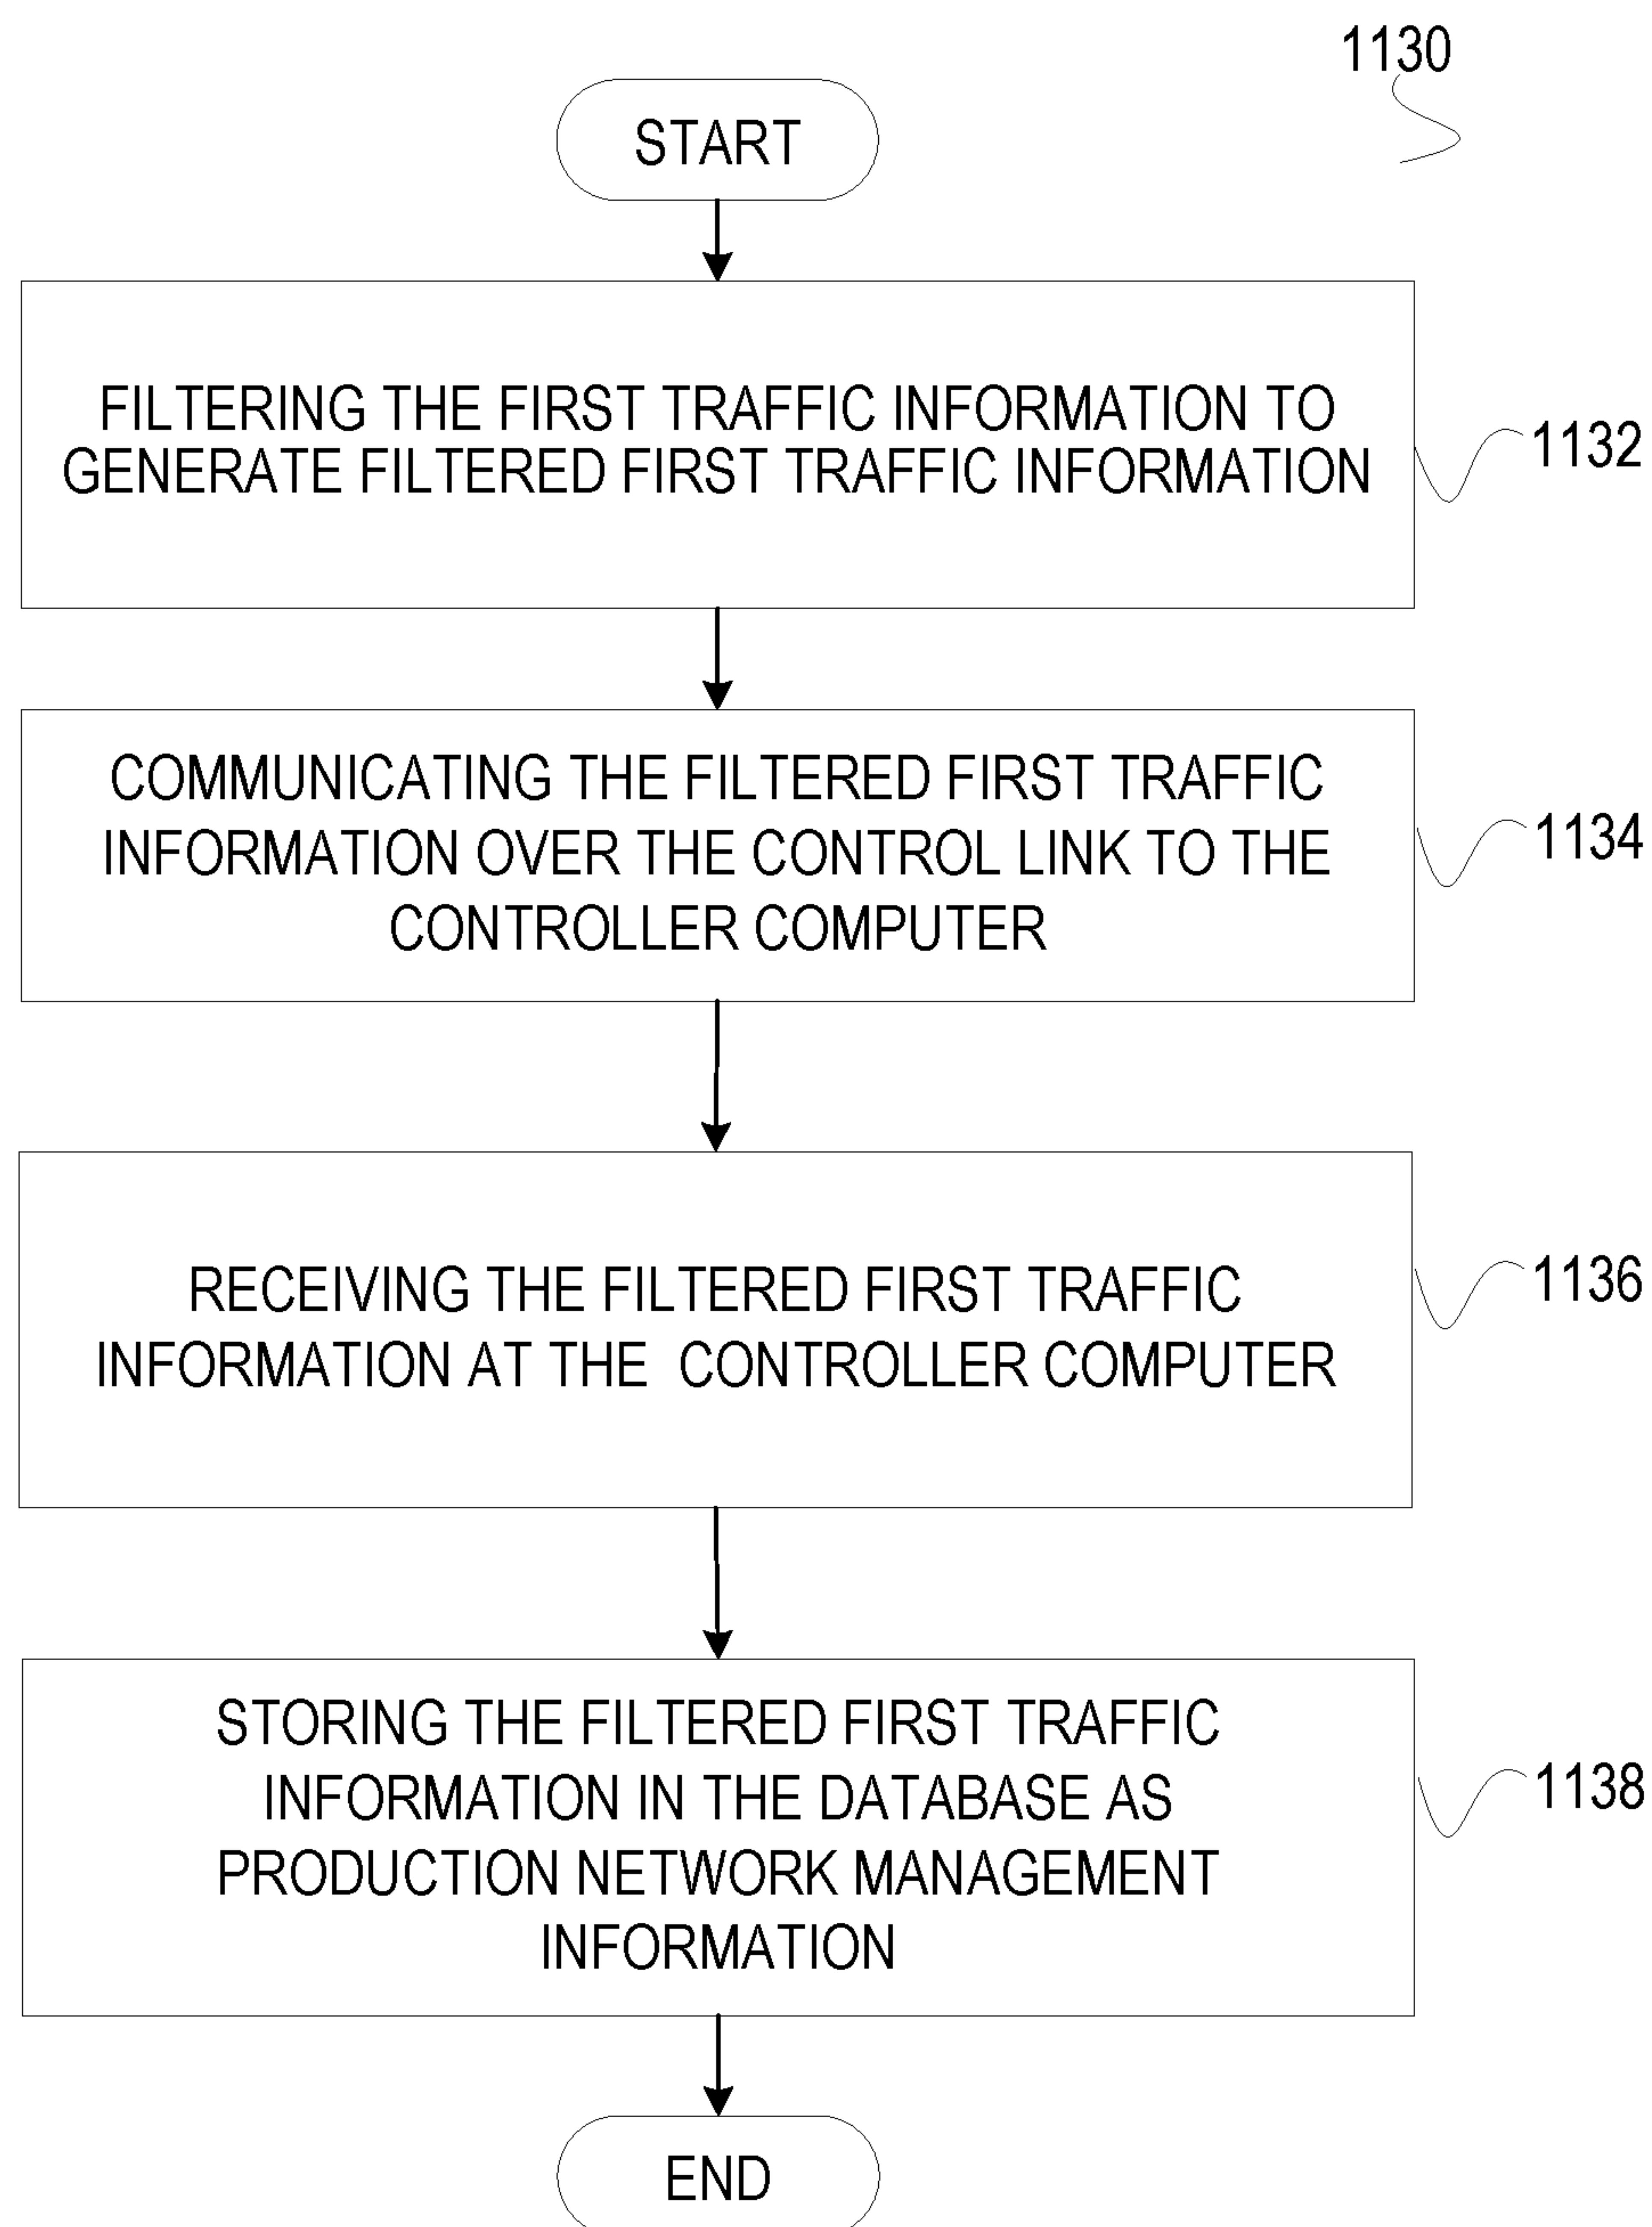 1130
START
FILTERING THE FIRST TRAFFIC INFORMATION TO
GENERATE FILTERED FIRST TRAFFIC INFORMATION
1132
COMMUNICATING THE FILTERED FIRST TRAFFIC
INFORMATION OVER THE CONTROL LINK TO THE
CONTROLLER COMPUTER
1134
RECEIVING THE FILTERED FIRST TRAFFIC
INFORMATION AT THE CONTROLLER COMPUTER
1136
STORING THE FILTERED FIRST TRAFFIC
INFORMATION IN THE DATABASE AS
PRODUCTION NETWORK MANAGEMENT
INFORMATION
1138
END